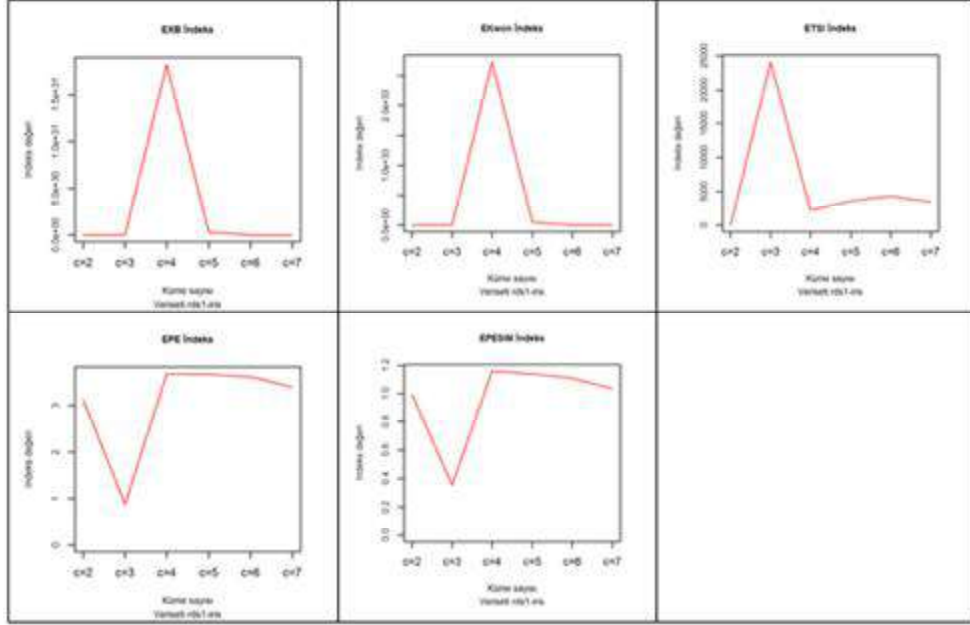 EXB İndeks
İndeks değeri
0.0e+00 5.0e+30 1.0e+31 1.5e+31
c=2 c=3 c=4 c=5 c=6 c=7
Küme sayısı
Veriseti:rds1-iris
EKwon İndeks
İndeks değeri
0.0e+00 1.0e+33 2.0e+33
c=2 c=3 c=4 c=5 c=6 c=7
Küme sayısı
Veriseti:rds1-iris
ETSI İndeks
İndeks değeri
0 5000 10000 15000 20000 25000
c=2 c=3 c=4 c=5 c=6 c=7
Küme sayısı
Veriseti:rds1-iris
EPE İndeks
İndeks değeri
0 1 2 3
c=2 c=3 c=4 c=5 c=6 c=7
Küme sayısı
Veriseti:rds1-iris
EPESIM İndeks
İndeks değeri
0.0 0.2 0.4 0.6 0.8 1.0 1.2
c=2 c=3 c=4 c=5 c=6 c=7
Küme sayısı
Veriseti:rds1-iris